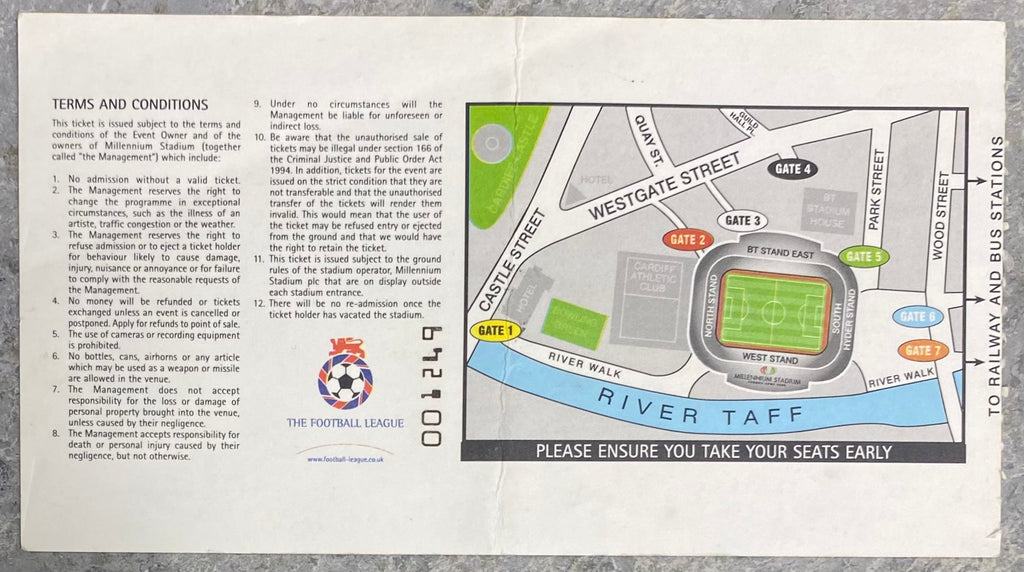 TERMS AND CONDITIONS
This ticket is issued subject to the terms and
conditions of the Event Owner and of the
owners of Millennium Stadium (together
called "the Management") which include:
1. No admission without a valid ticket.
2. The Management reserves the right to
change the programme in exceptional
circumstances, such as the illness of an
artiste, traffic congestion or the weather.
3. The Management reserves the right to
refuse admission or to eject a ticket holder
for behaviour likely to cause damage,
injury, nuisance or annoyance or for failure
to comply with the reasonable requests of
the Management.
4. No money will be refunded or tickets
exchanged unless an event is cancelled or
postponed. Apply for refunds to point of sale.
5. The use of cameras or recording equipment
is prohibited.
6. No bottles, cans, airhorns or any article
which may be used as a weapon or missile
are allowed in the venue.
7. The Management does not accept
responsibility for the loss or damage of
personal property brought into the venue,
unless caused by their negligence.
8. The Management accepts responsibility for
death or personal injury caused by their
negligence, but not otherwise.
9. Under no circumstances will the
Management be liable for unforeseen or
indirect loss.
10. Be aware that the unauthorised sale of
tickets may be illegal under section 166 of
the Criminal Justice and Public Order Act
1994. In addition, tickets for the event are
issued on the strict condition that they are
not transferable and that the unauthorised
transfer of the tickets will render them
invalid. This would mean that the user of
the ticket may be refused entry or ejected
from the ground and that we would have
the right to retain the ticket.
11. This ticket is issued subject to the ground
rules of the stadium operator, Millennium
Stadium plc that are on display outside
each stadium entrance.
12. There will be no re-admission once the
ticket holder has vacated the stadium.
THE FOOTBALL LEAGUE
www.football-league.co.uk
001249
CARDIFF CASTLE
QUAY ST.
GUILD
HALL PL.
HOTEL
WESTGATE STREET
GATE 4
BT
STADIUM
HOUSE
PARK STREET
WOOD STREET
CASTLE STREET
GATE 3
GATE 2
BT STAND EAST
GATE 5
CARDIFF
ATHLETIC
CLUB
HOTEL
NORTH STAND
SOUTH
HYDER STAND
GATE 1
GATE 6
GATE 7
WEST STAND
MILLENNIUM STADIUM
RIVER WALK
RIVER WALK
RIVER TAFF
TO RAILWAY AND BUS STATIONS
PLEASE ENSURE YOU TAKE YOUR SEATS EARLY